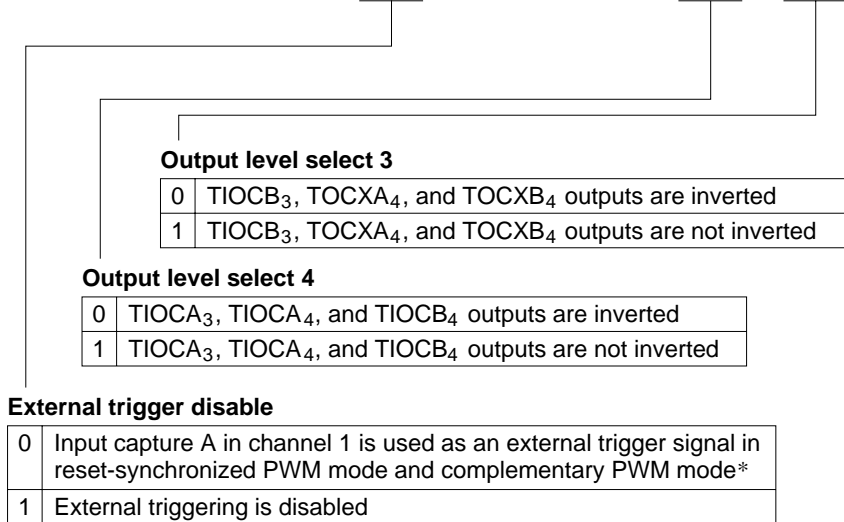 Output level select 3
0 TIOCB₃, TOCXA₄, and TOCXB₄ outputs are inverted
1 TIOCB₃, TOCXA₄, and TOCXB₄ outputs are not inverted
Output level select 4
0 TIOCA₃, TIOCA₄, and TIOCB₄ outputs are inverted
1 TIOCA₃, TIOCA₄, and TIOCB₄ outputs are not inverted
External trigger disable
0 Input capture A in channel 1 is used as an external trigger signal in
reset-synchronized PWM mode and complementary PWM mode*
1 External triggering is disabled